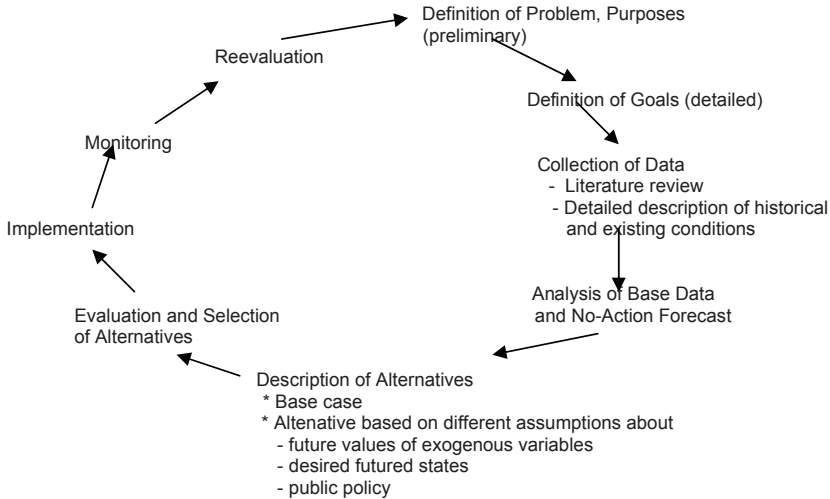 Definition of Problem, Purposes
(preliminary)
Definition of Goals (detailed)
Collection of Data
- Literature review
- Detailed description of historical
and existing conditions
Analysis of Base Data
and No-Action Forecast
Description of Alternatives
* Base case
* Altenative based on different assumptions about
- future values of exogenous variables
- desired futured states
- public policy
Evaluation and Selection
of Alternatives
Implementation
Monitoring
Reevaluation